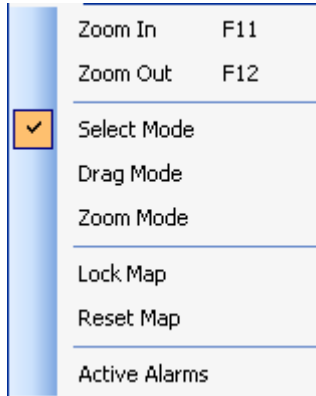 Zoom In F11
Zoom Out F12
Select Mode
Drag Mode
Zoom Mode
Lock Map
Reset Map
Active Alarms